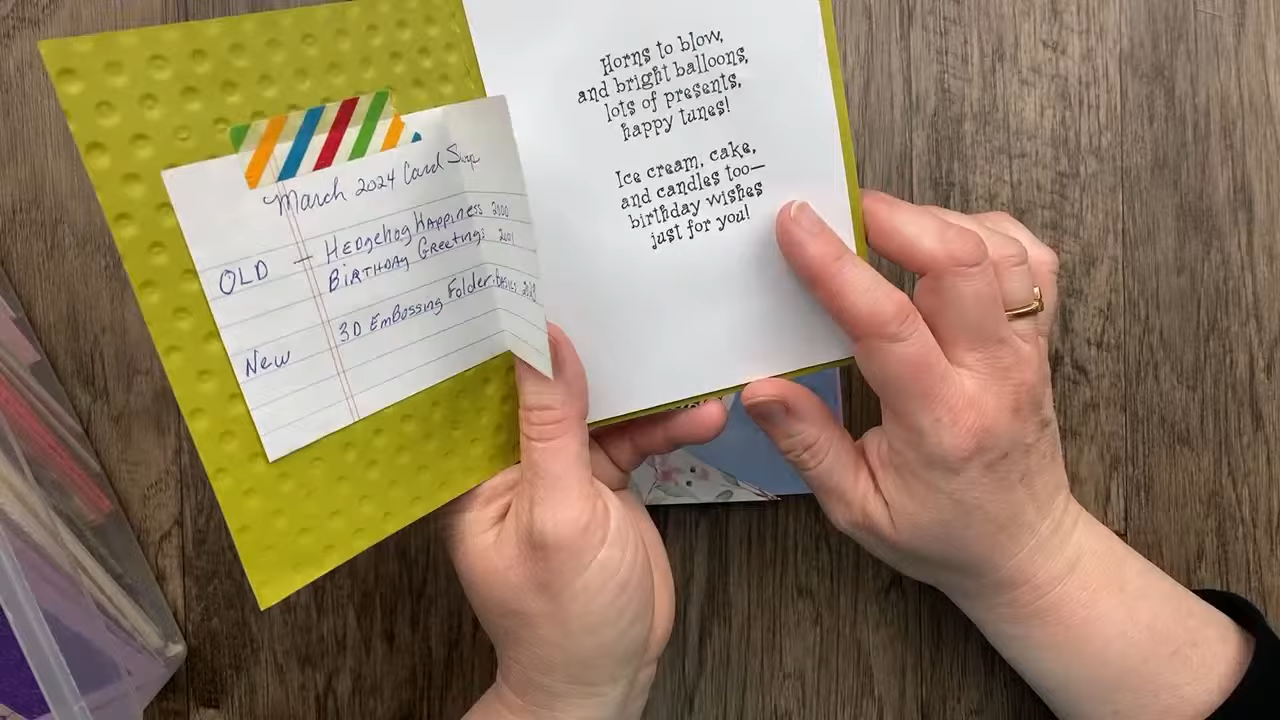 March 2024 Card Swap
OLD - Hedgehog Happiness 2000
Birthday Greetings 2001
New 3D Embossing Folder basics
Horns to blow,
and bright balloons,
lots of presents,
happy tunes!
Ice cream, cake,
and candles too—
birthday wishes
just for you!